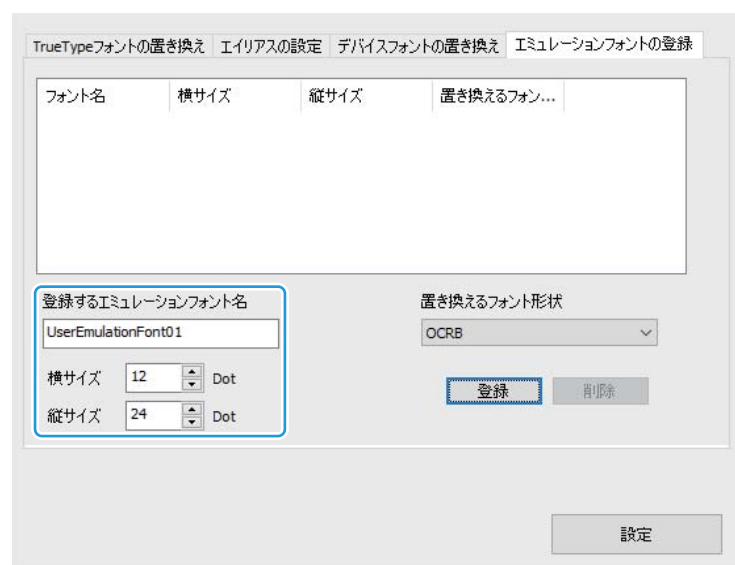 TrueTypeフォントの置き換え エイリアスの設定 デバイスフォントの置き換え エミュレーションフォントの登録
フォント名 横サイズ 縦サイズ 置き換えるフォン...
登録するエミュレーションフォント名 置き換えるフォント形状
UserEmulationFont01 OCRB
横サイズ 12 Dot
登録 削除
縦サイズ 24 Dot
設定